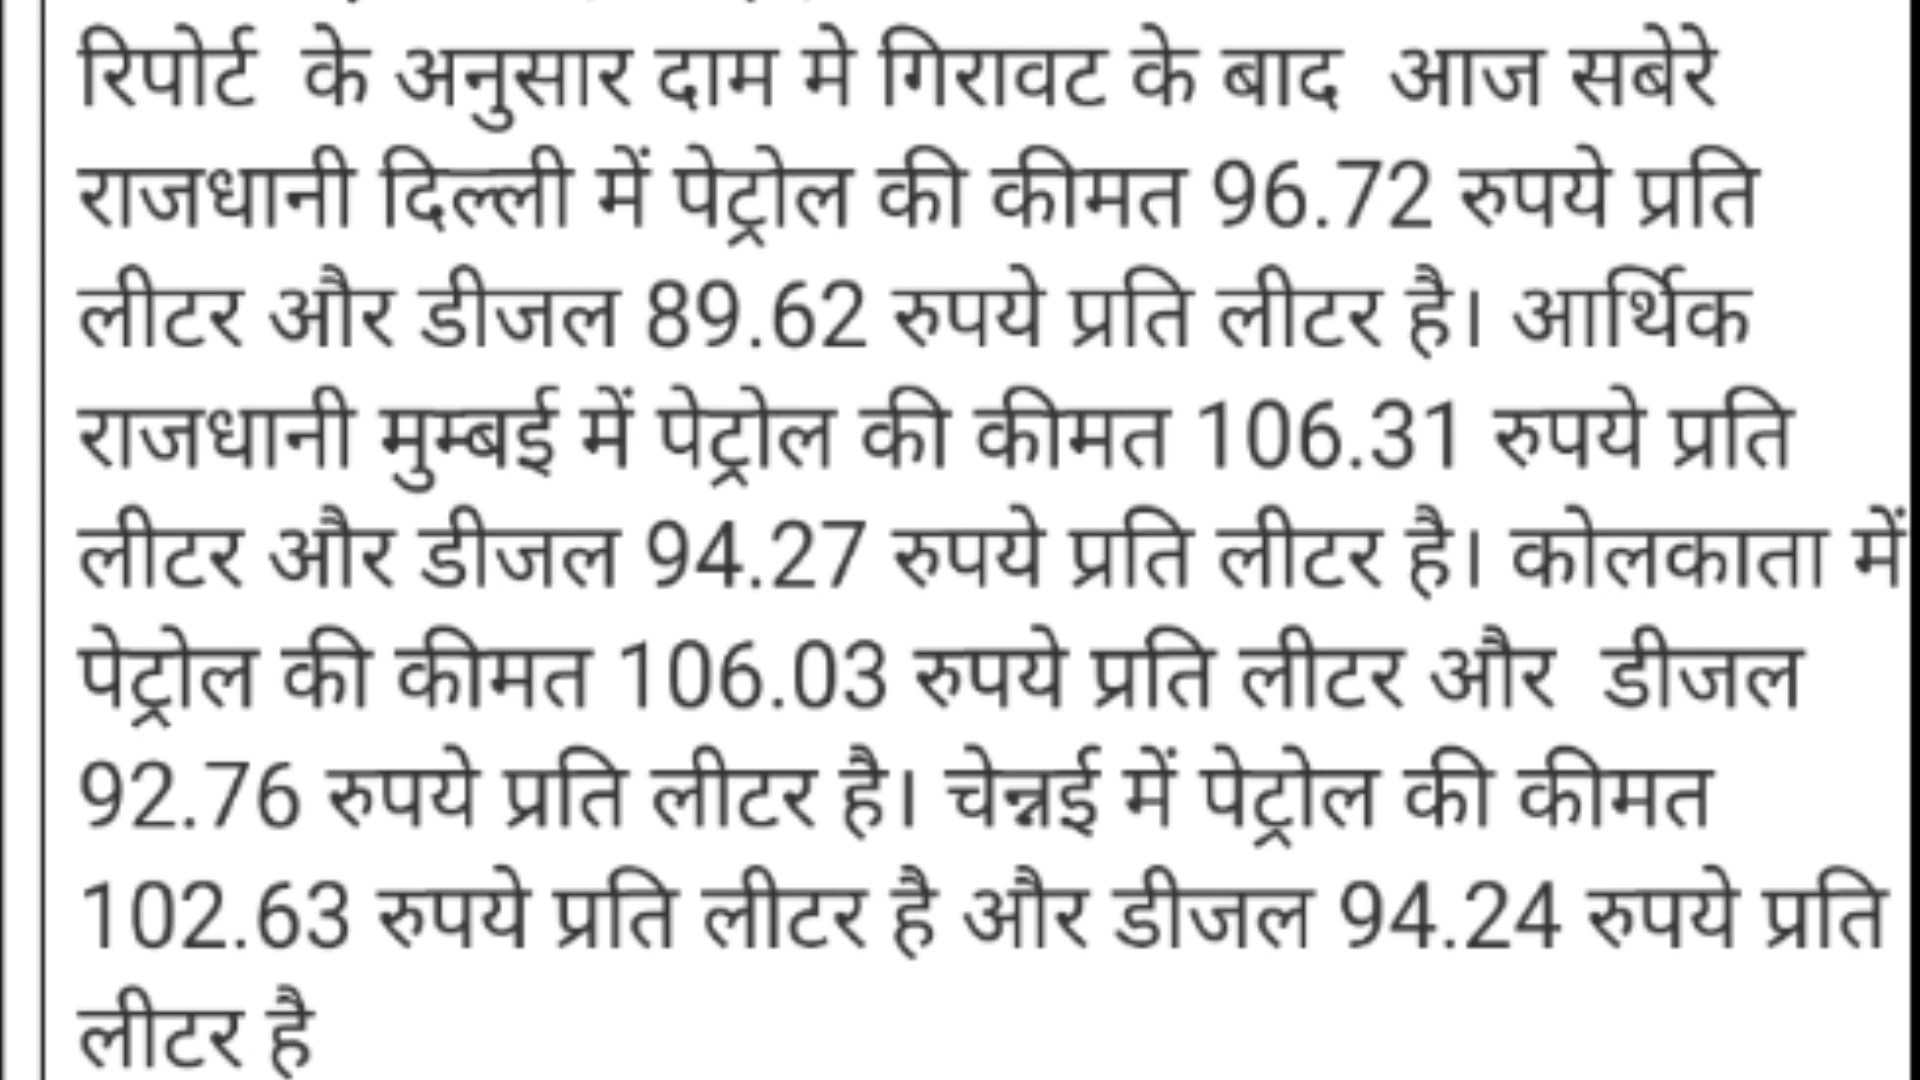 रिपोर्ट के अनुसार दाम मे गिरावट के बाद आज सबेरे
राजधानी दिल्ली में पेट्रोल की कीमत 96.72 रुपये प्रति
लीटर और डीजल 89.62 रुपये प्रति लीटर है। आर्थिक
राजधानी मुम्बई में पेट्रोल की कीमत 106.31 रुपये प्रति
लीटर और डीजल 94.27 रुपये प्रति लीटर है। कोलकाता में
पेट्रोल की कीमत 106.03 रुपये प्रति लीटर और डीजल
92.76 रुपये प्रति लीटर है। चेन्नई में पेट्रोल की कीमत
102.63 रुपये प्रति लीटर है और डीजल 94.24 रुपये प्रति
लीटर है